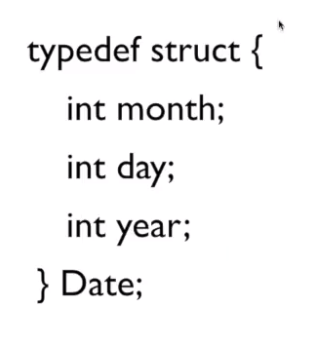 typedef struct {
int month;
int day;
int year;
} Date;